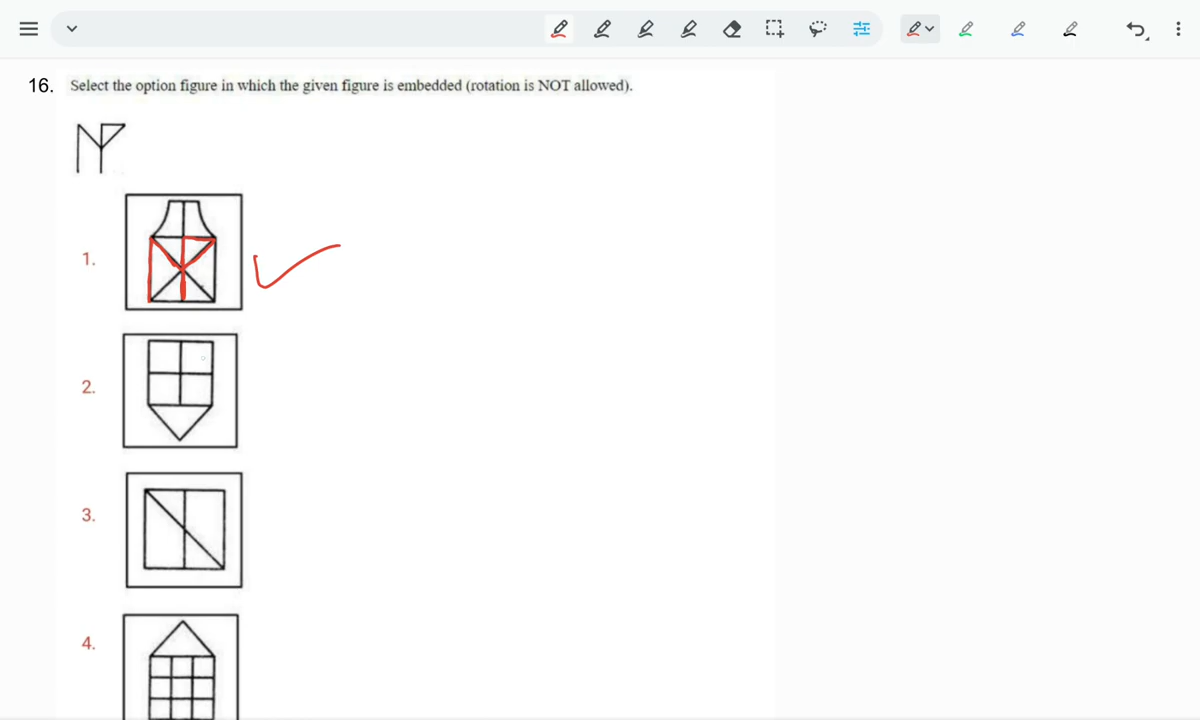 16. Select the option figure in which the given figure is embedded (rotation is NOT allowed).
1.
2.
3.
4.